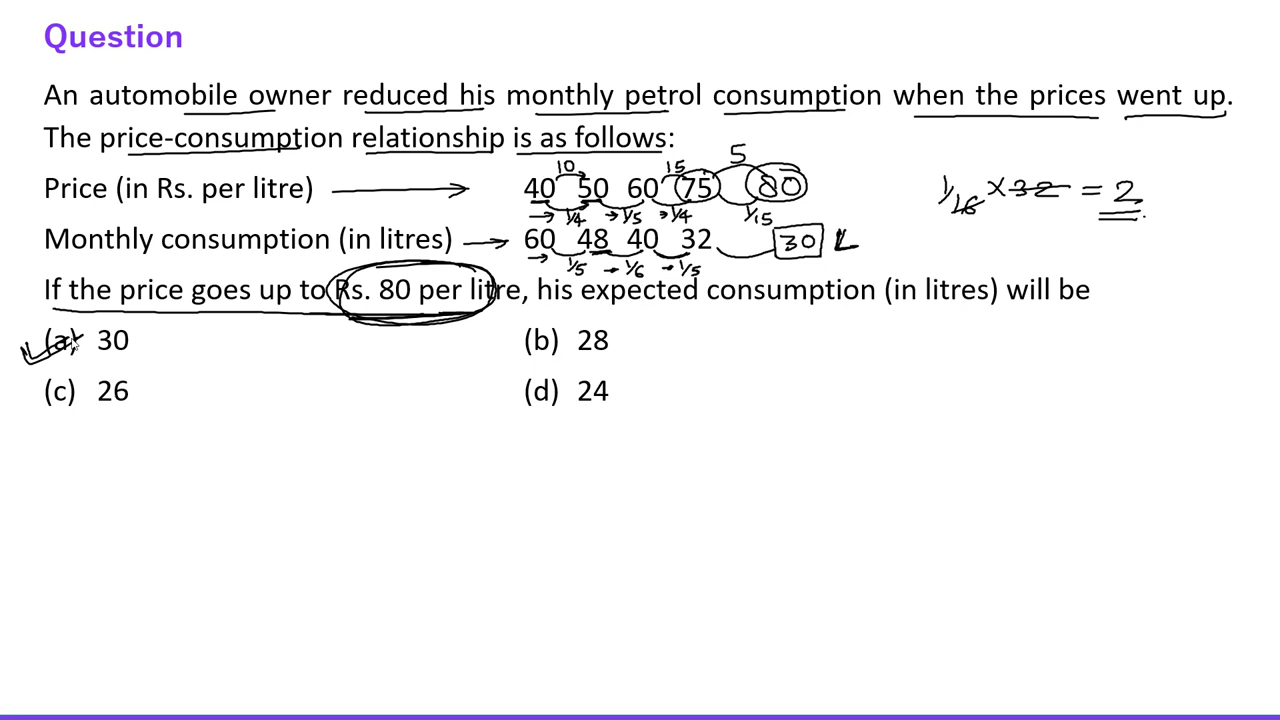 Question
An automobile owner reduced his monthly petrol consumption when the prices went up.
The price-consumption relationship is as follows:
10 15 5
Price (in Rs. per litre) 40 50 60 75 80
1/16 × 32 = 2
1/4 1/5 1/4 1/15
Monthly consumption (in litres) 60 48 40 32 30 L
1/5 1/6 1/5
If the price goes up to Rs. 80 per litre, his expected consumption (in litres) will be
(a) 30 (b) 28
(c) 26 (d) 24